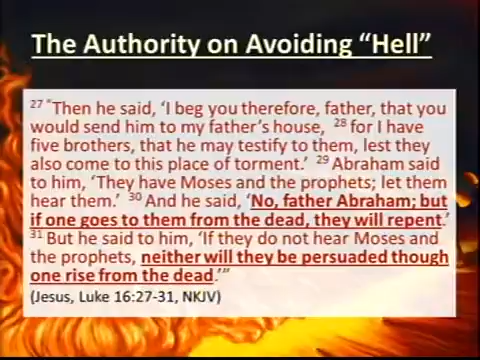 The Authority on Avoiding “Hell”
27 “Then he said, ‘I beg you therefore, father, that you
would send him to my father’s house, 28 for I have
five brothers, that he may testify to them, lest they
also come to this place of torment.’ 29 Abraham said
to him, ‘They have Moses and the prophets; let them
hear them.’ 30 And he said, ‘No, father Abraham; but
if one goes to them from the dead, they will repent.’
31 But he said to him, ‘If they do not hear Moses and
the prophets, neither will they be persuaded though
one rise from the dead.’”
(Jesus, Luke 16:27-31, NKJV)